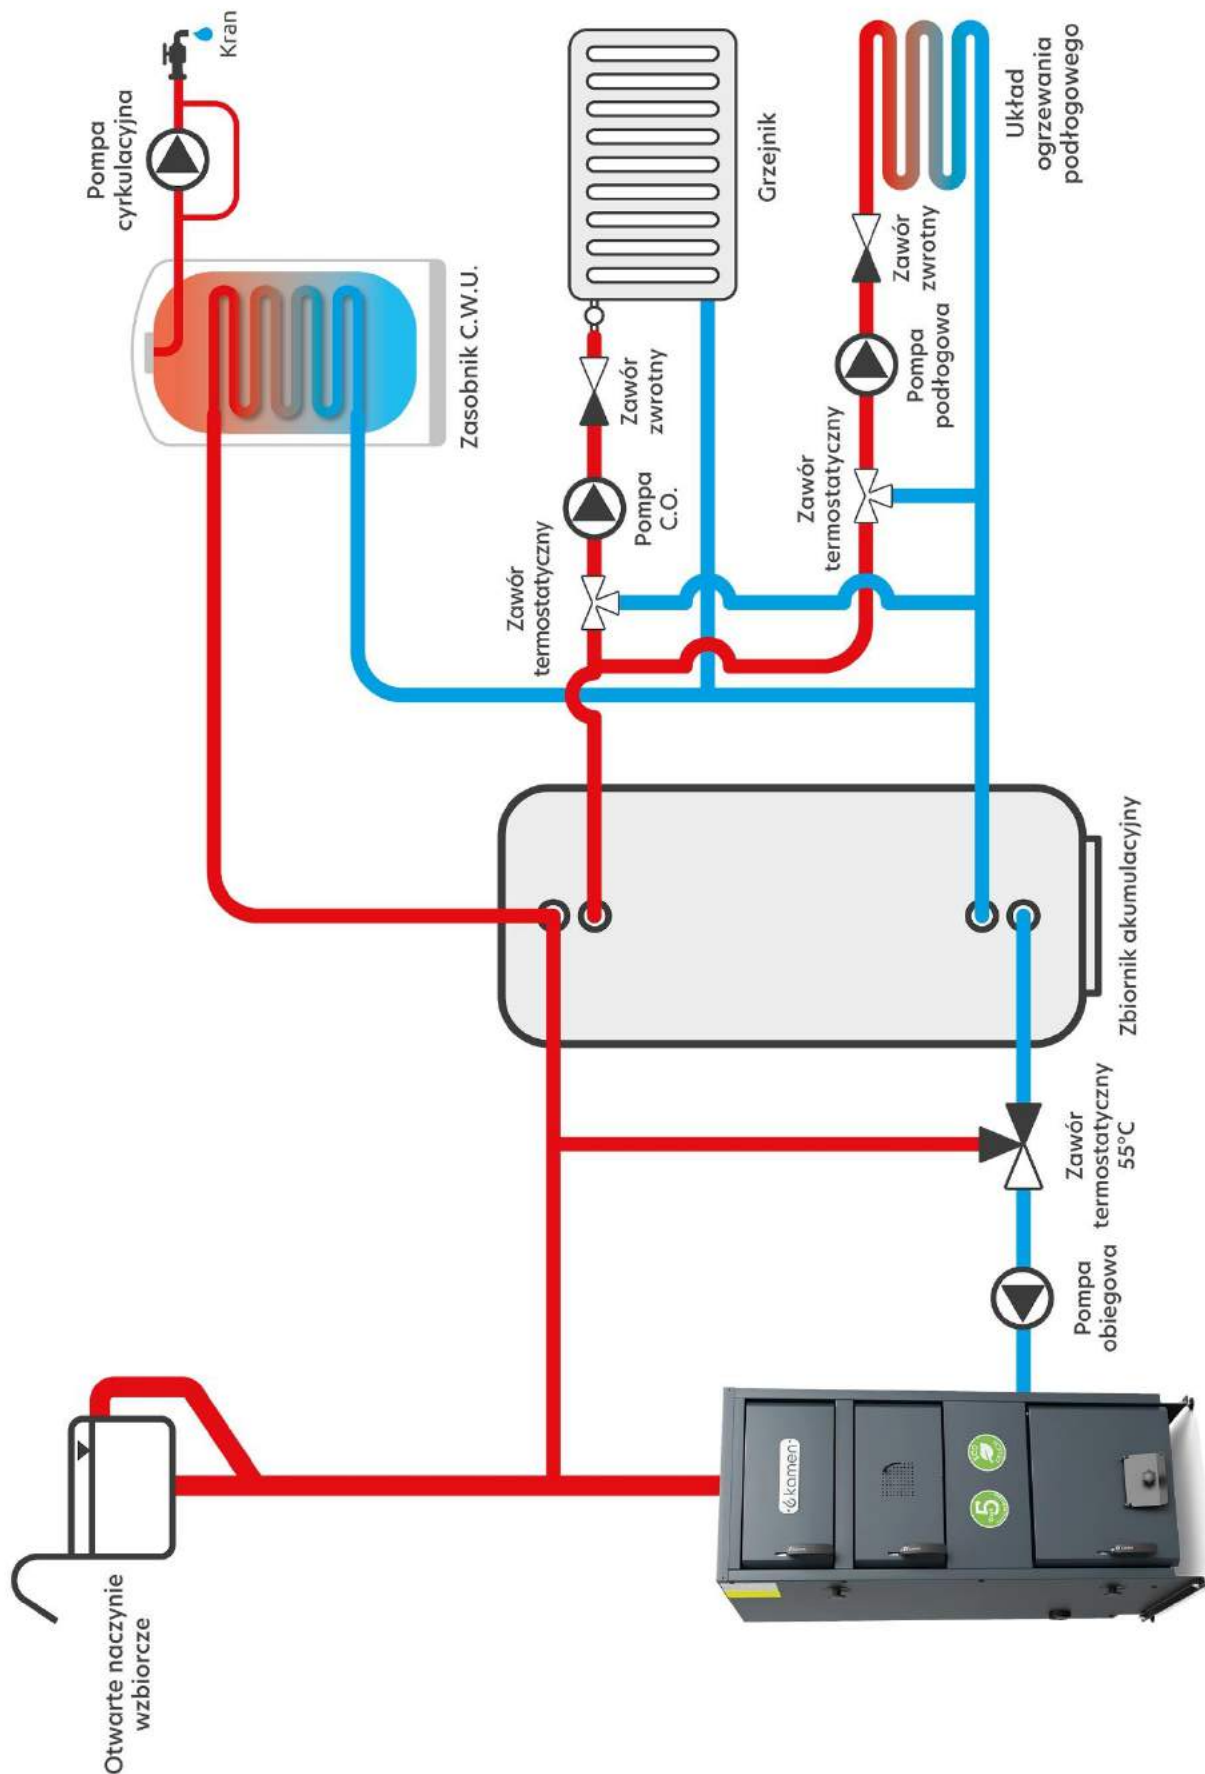 Otwarte naczynie
wzbiorcze
Pompa
cyrkulacyjna
Kran
Zasobnik C.W.U.
Zawór
termostatyczny
Pompa
C.O.
Zawór
zwrotny
Grzejnik
Zawór
termostatyczny
Pompa
podłogowa
Zawór
zwrotny
Układ
ogrzewania
podłogowego
kamen
5
Pompa
obiegowa
Zawór
termostatyczny
55°C
Zbiornik akumulacyjny